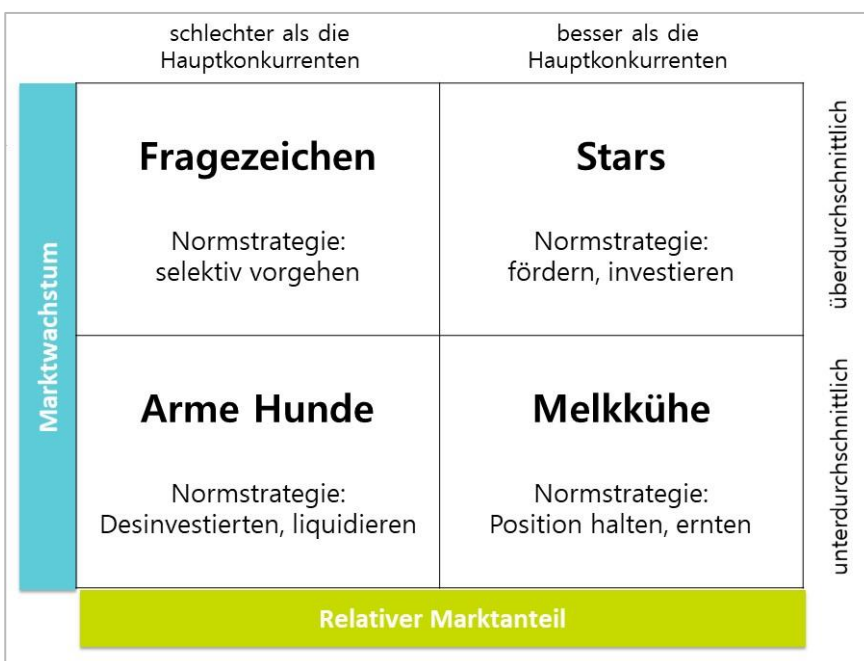 schlechter als die
Hauptkonkurrenten
besser als die
Hauptkonkurrenten
Marktwachstum
Fragezeichen
Normstrategie:
selektiv vorgehen
Stars
Normstrategie:
fördern, investieren
überdurchschnittlich
Arme Hunde
Normstrategie:
Desinvestierten, liquidieren
Melkkühe
Normstrategie:
Position halten, ernten
unterdurchschnittlich
Relativer Marktanteil